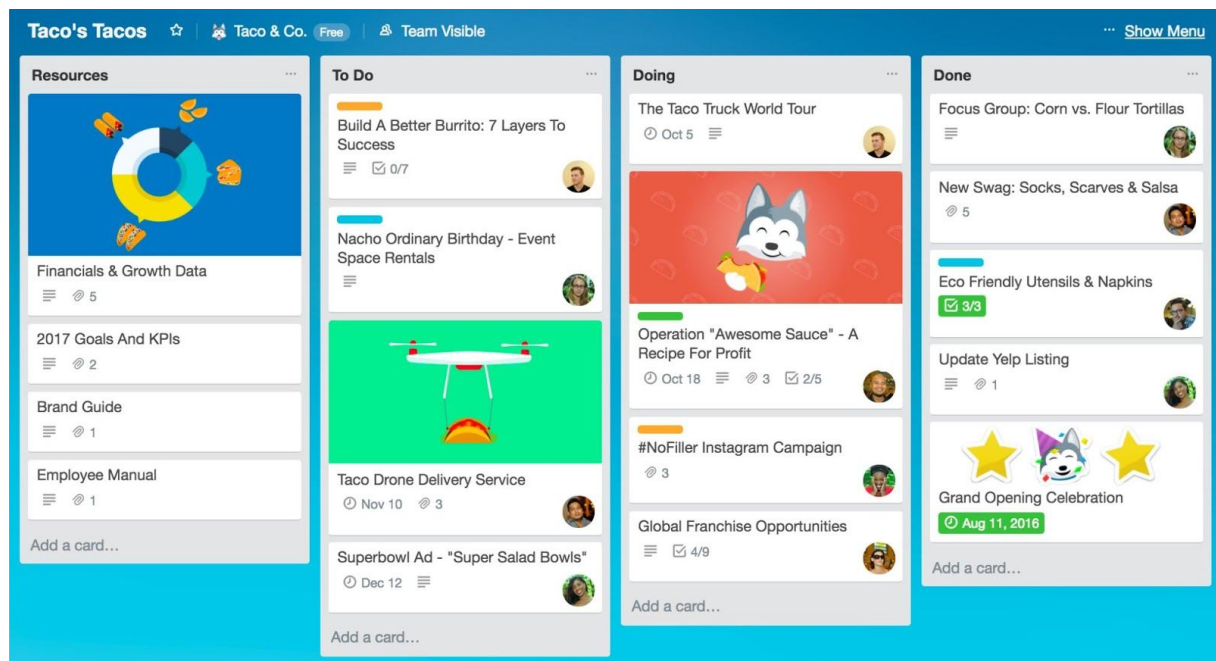 Taco's Tacos
Taco & Co.
Free
Team Visible
Show Menu
Resources
Financials & Growth Data
5
2017 Goals And KPIs
2
Brand Guide
1
Employee Manual
1
Add a card...
To Do
Build A Better Burrito: 7 Layers To
Success
0/7
Nacho Ordinary Birthday - Event
Space Rentals
Taco Drone Delivery Service
Nov 10 3
Superbowl Ad - "Super Salad Bowls"
Dec 12
Add a card...
Doing
The Taco Truck World Tour
Oct 5
Operation "Awesome Sauce" - A
Recipe For Profit
Oct 18 3 2/5
#NoFiller Instagram Campaign
3
Global Franchise Opportunities
4/9
Add a card...
Done
Focus Group: Corn vs. Flour Tortillas
New Swag: Socks, Scarves & Salsa
5
Eco Friendly Utensils & Napkins
3/3
Update Yelp Listing
1
Grand Opening Celebration
Aug 11, 2016
Add a card...